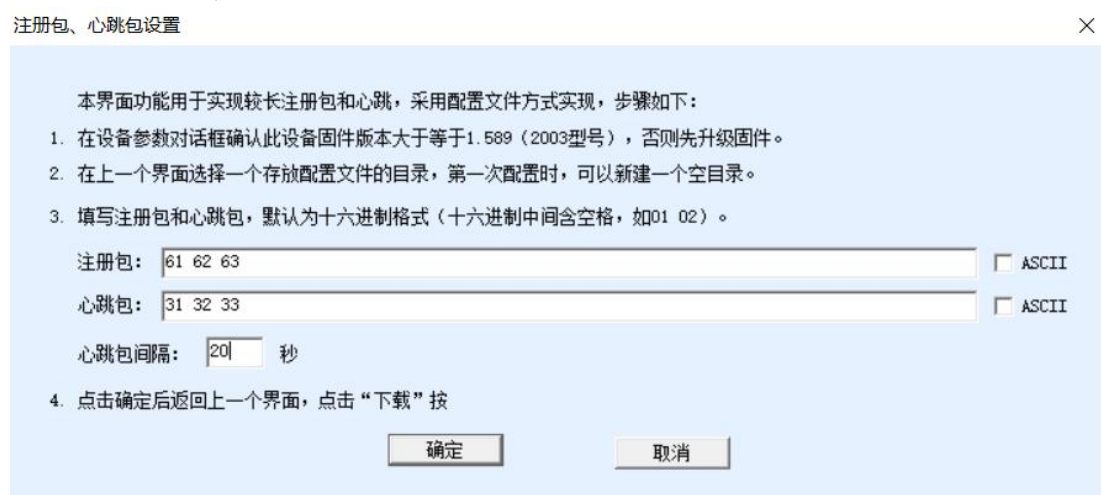 注册包、心跳包设置
本界面功能用于实现较长注册包和心跳，采用配置文件方式实现，步骤如下：
1. 在设备参数对话框确认此设备固件版本大于等于1.589（2003型号），否则先升级固件。
2. 在上一个界面选择一个存放配置文件的目录，第一次配置时，可以新建一个空目录。
3. 填写注册包和心跳包，默认为十六进制格式（十六进制中间含空格，如01 02）。
注册包： 61 62 63 ASCII
心跳包： 31 32 33 ASCII
心跳包间隔： 20 秒
4. 点击确定后返回上一个界面，点击“下载”按
确定 取消